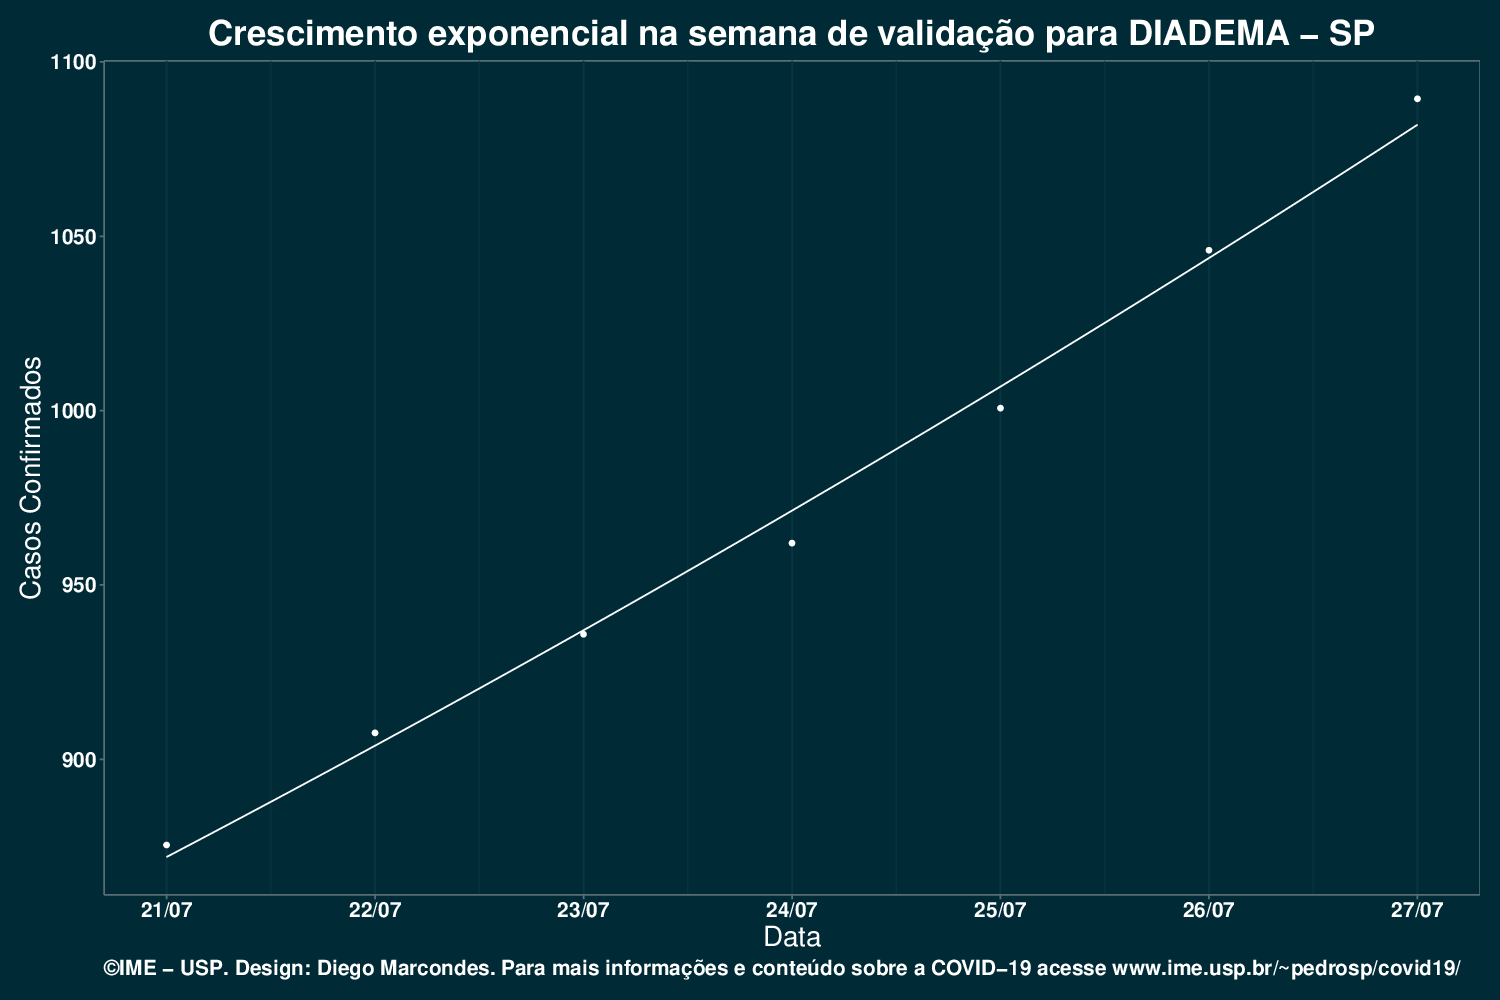 Crescimento exponencial na semana de validação para DIADEMA – SP
1100
1050
1000
950
900
Casos Confirmados
21/07 22/07 23/07 24/07 25/07 26/07 27/07
Data
©IME – USP. Design: Diego Marcondes. Para mais informações e conteúdo sobre a COVID–19 acesse www.ime.usp.br/~pedrosp/covid19/